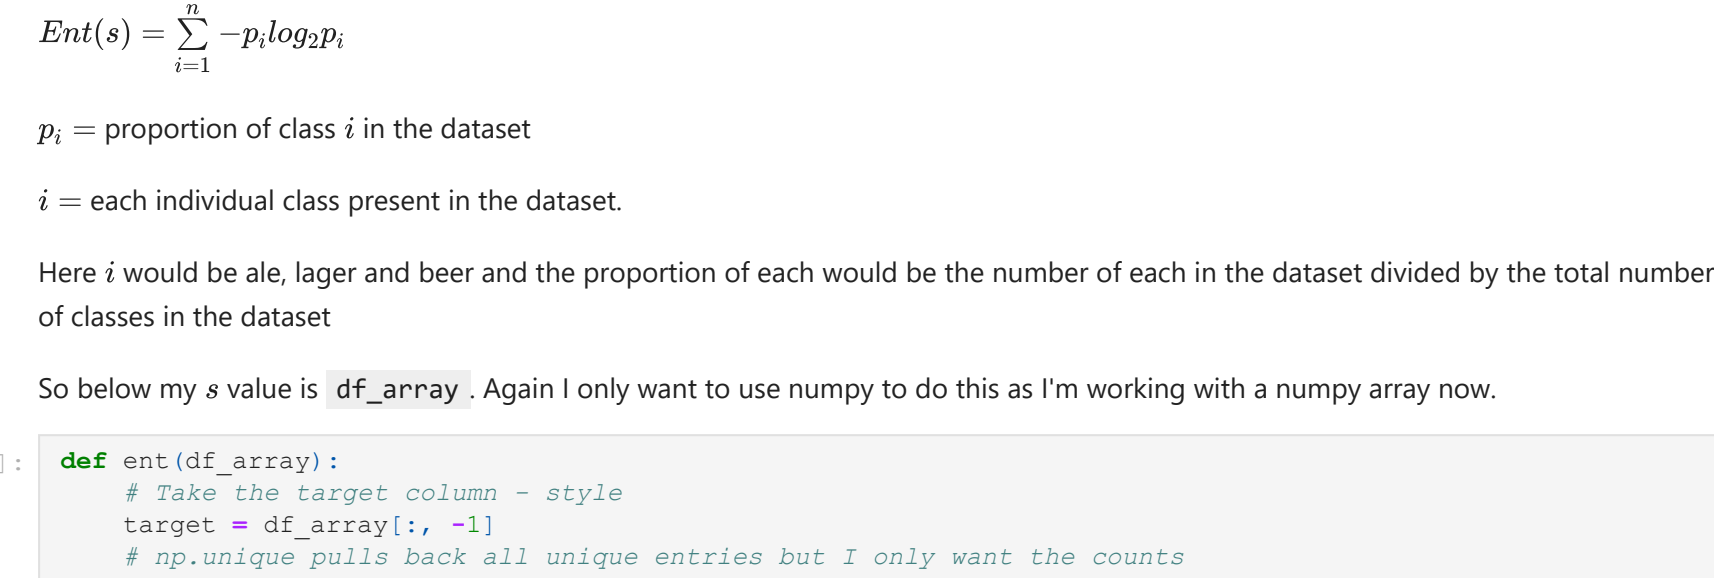 Ent(s) = \sum_{i=1}^{n} -p_i log_2 p_i
p_i = proportion of class i in the dataset
i = each individual class present in the dataset.
Here i would be ale, lager and beer and the proportion of each would be the number of each in the dataset divided by the total number
of classes in the dataset
So below my s value is df_array . Again I only want to use numpy to do this as I'm working with a numpy array now.
]: def ent(df_array):
    # Take the target column - style
    target = df_array[:, -1]
    # np.unique pulls back all unique entries but I only want the counts